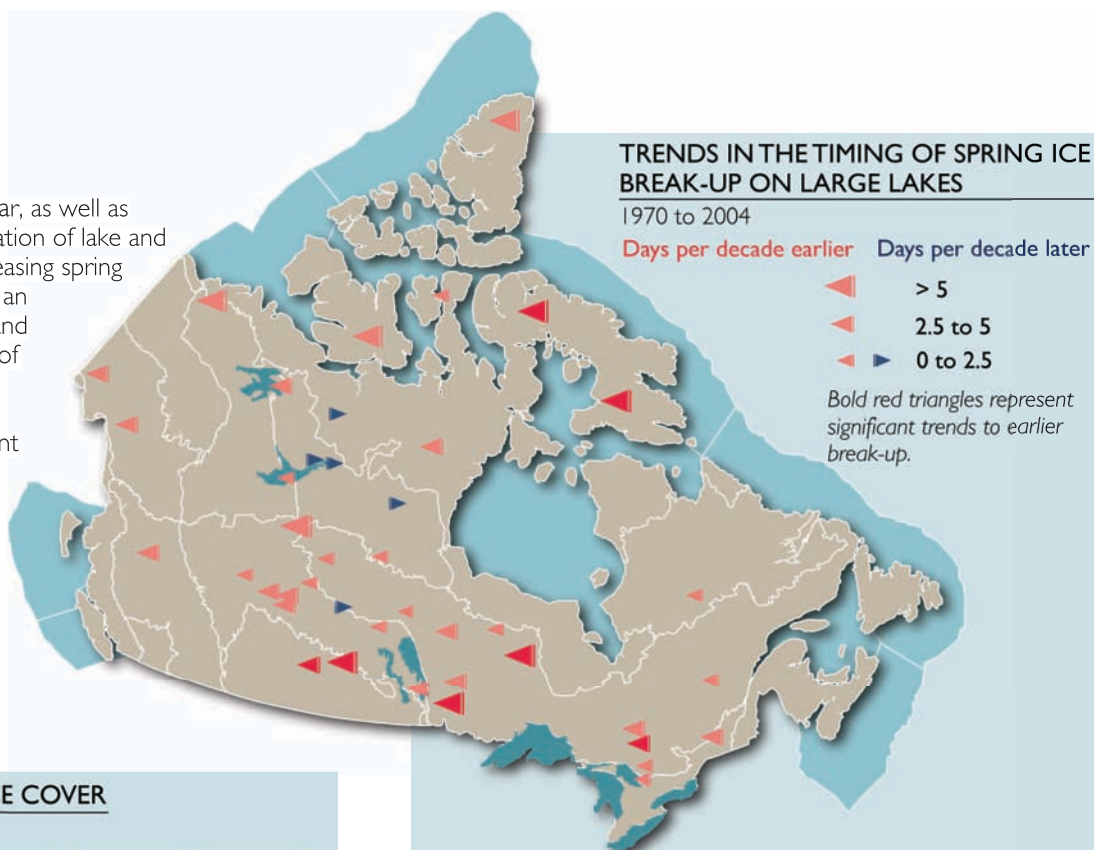 ar, as well as
ation of lake and
easing spring
an
and
of
nt
TRENDS IN THE TIMING OF SPRING ICE
BREAK-UP ON LARGE LAKES
1970 to 2004
Days per decade earlier Days per decade later
> 5
2.5 to 5
0 to 2.5
Bold red triangles represent
significant trends to earlier
break-up.
E COVER